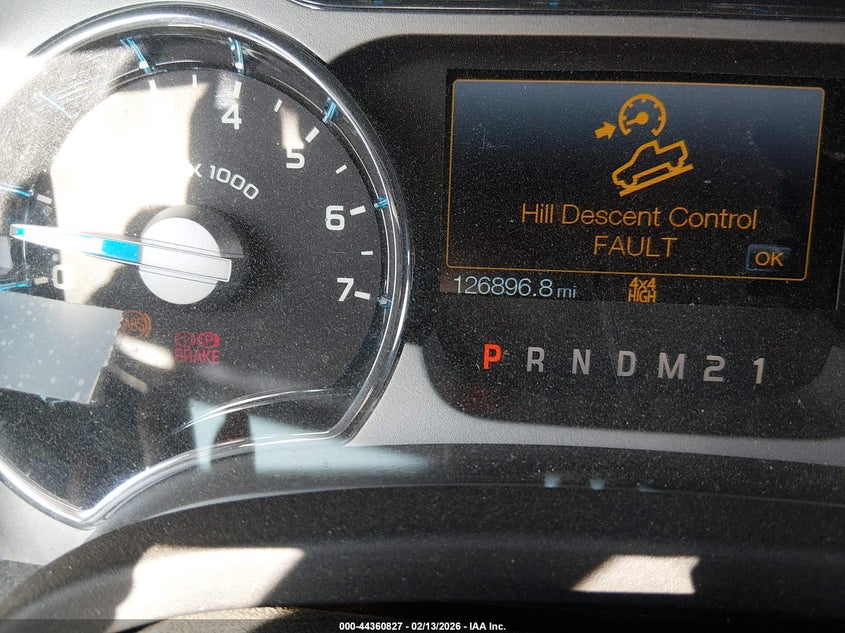 4
5
6
7
0
X 1000
ABS
BRAKE
Hill Descent Control
FAULT
OK
126896.8 mi
4x4
HIGH
P R N D M 2 1
000-44360827 - 02/13/2026 - IAA Inc.